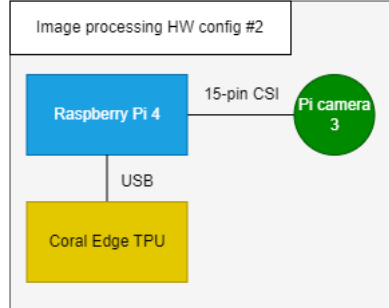 Image processing HW config #2
Raspberry Pi 4
15-pin CSI
Pi camera
3
USB
Coral Edge TPU